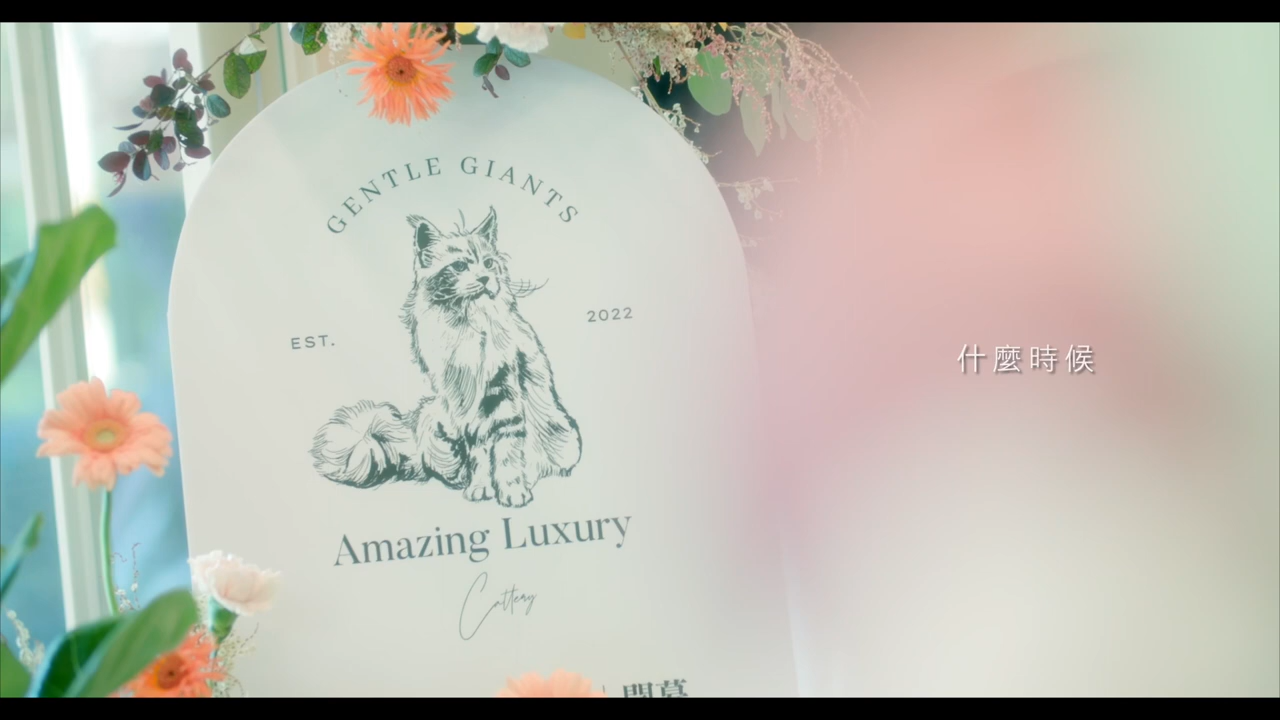 GENTLE GIANTS
EST.
2022
Amazing Luxury
Cattery
什麼時候